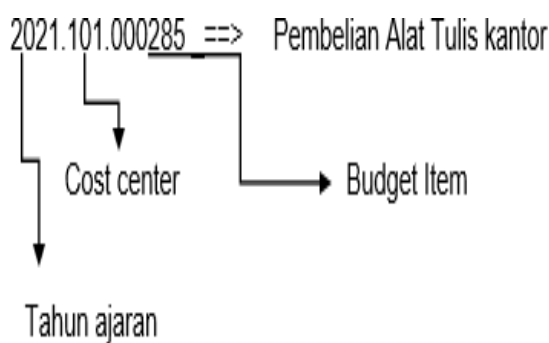 2021.101.000285 ==> Pembelian Alat Tulis kantor
Cost center
Budget Item
Tahun ajaran